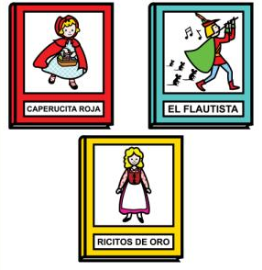 CAPERUCITA ROJA
EL FLAUTISTA
RICITOS DE ORO